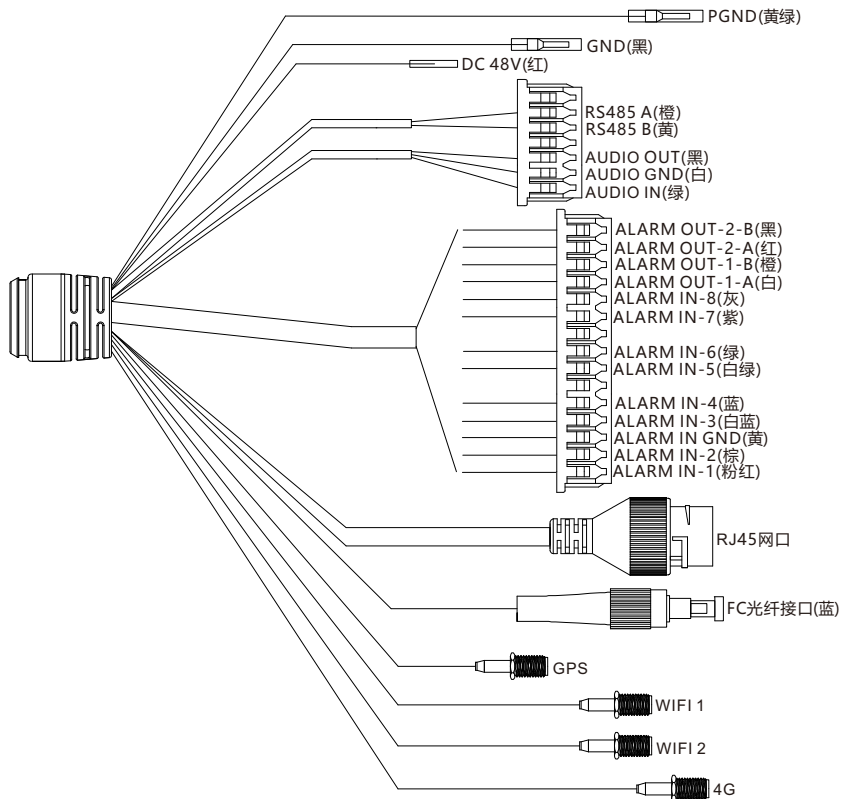 PGND(黄绿)
GND(黑)
DC 48V(红)
RS485 A(橙)
RS485 B(黄)
AUDIO OUT(黑)
AUDIO GND(白)
AUDIO IN(绿)
ALARM OUT-2-B(黑)
ALARM OUT-2-A(红)
ALARM OUT-1-B(橙)
ALARM OUT-1-A(白)
ALARM IN-8(灰)
ALARM IN-7(紫)
ALARM IN-6(绿)
ALARM IN-5(白绿)
ALARM IN-4(蓝)
ALARM IN-3(白蓝)
ALARM IN GND(黄)
ALARM IN-2(棕)
ALARM IN-1(粉红)
RJ45网口
FC光纤接口(蓝)
GPS
WIFI 1
WIFI 2
4G